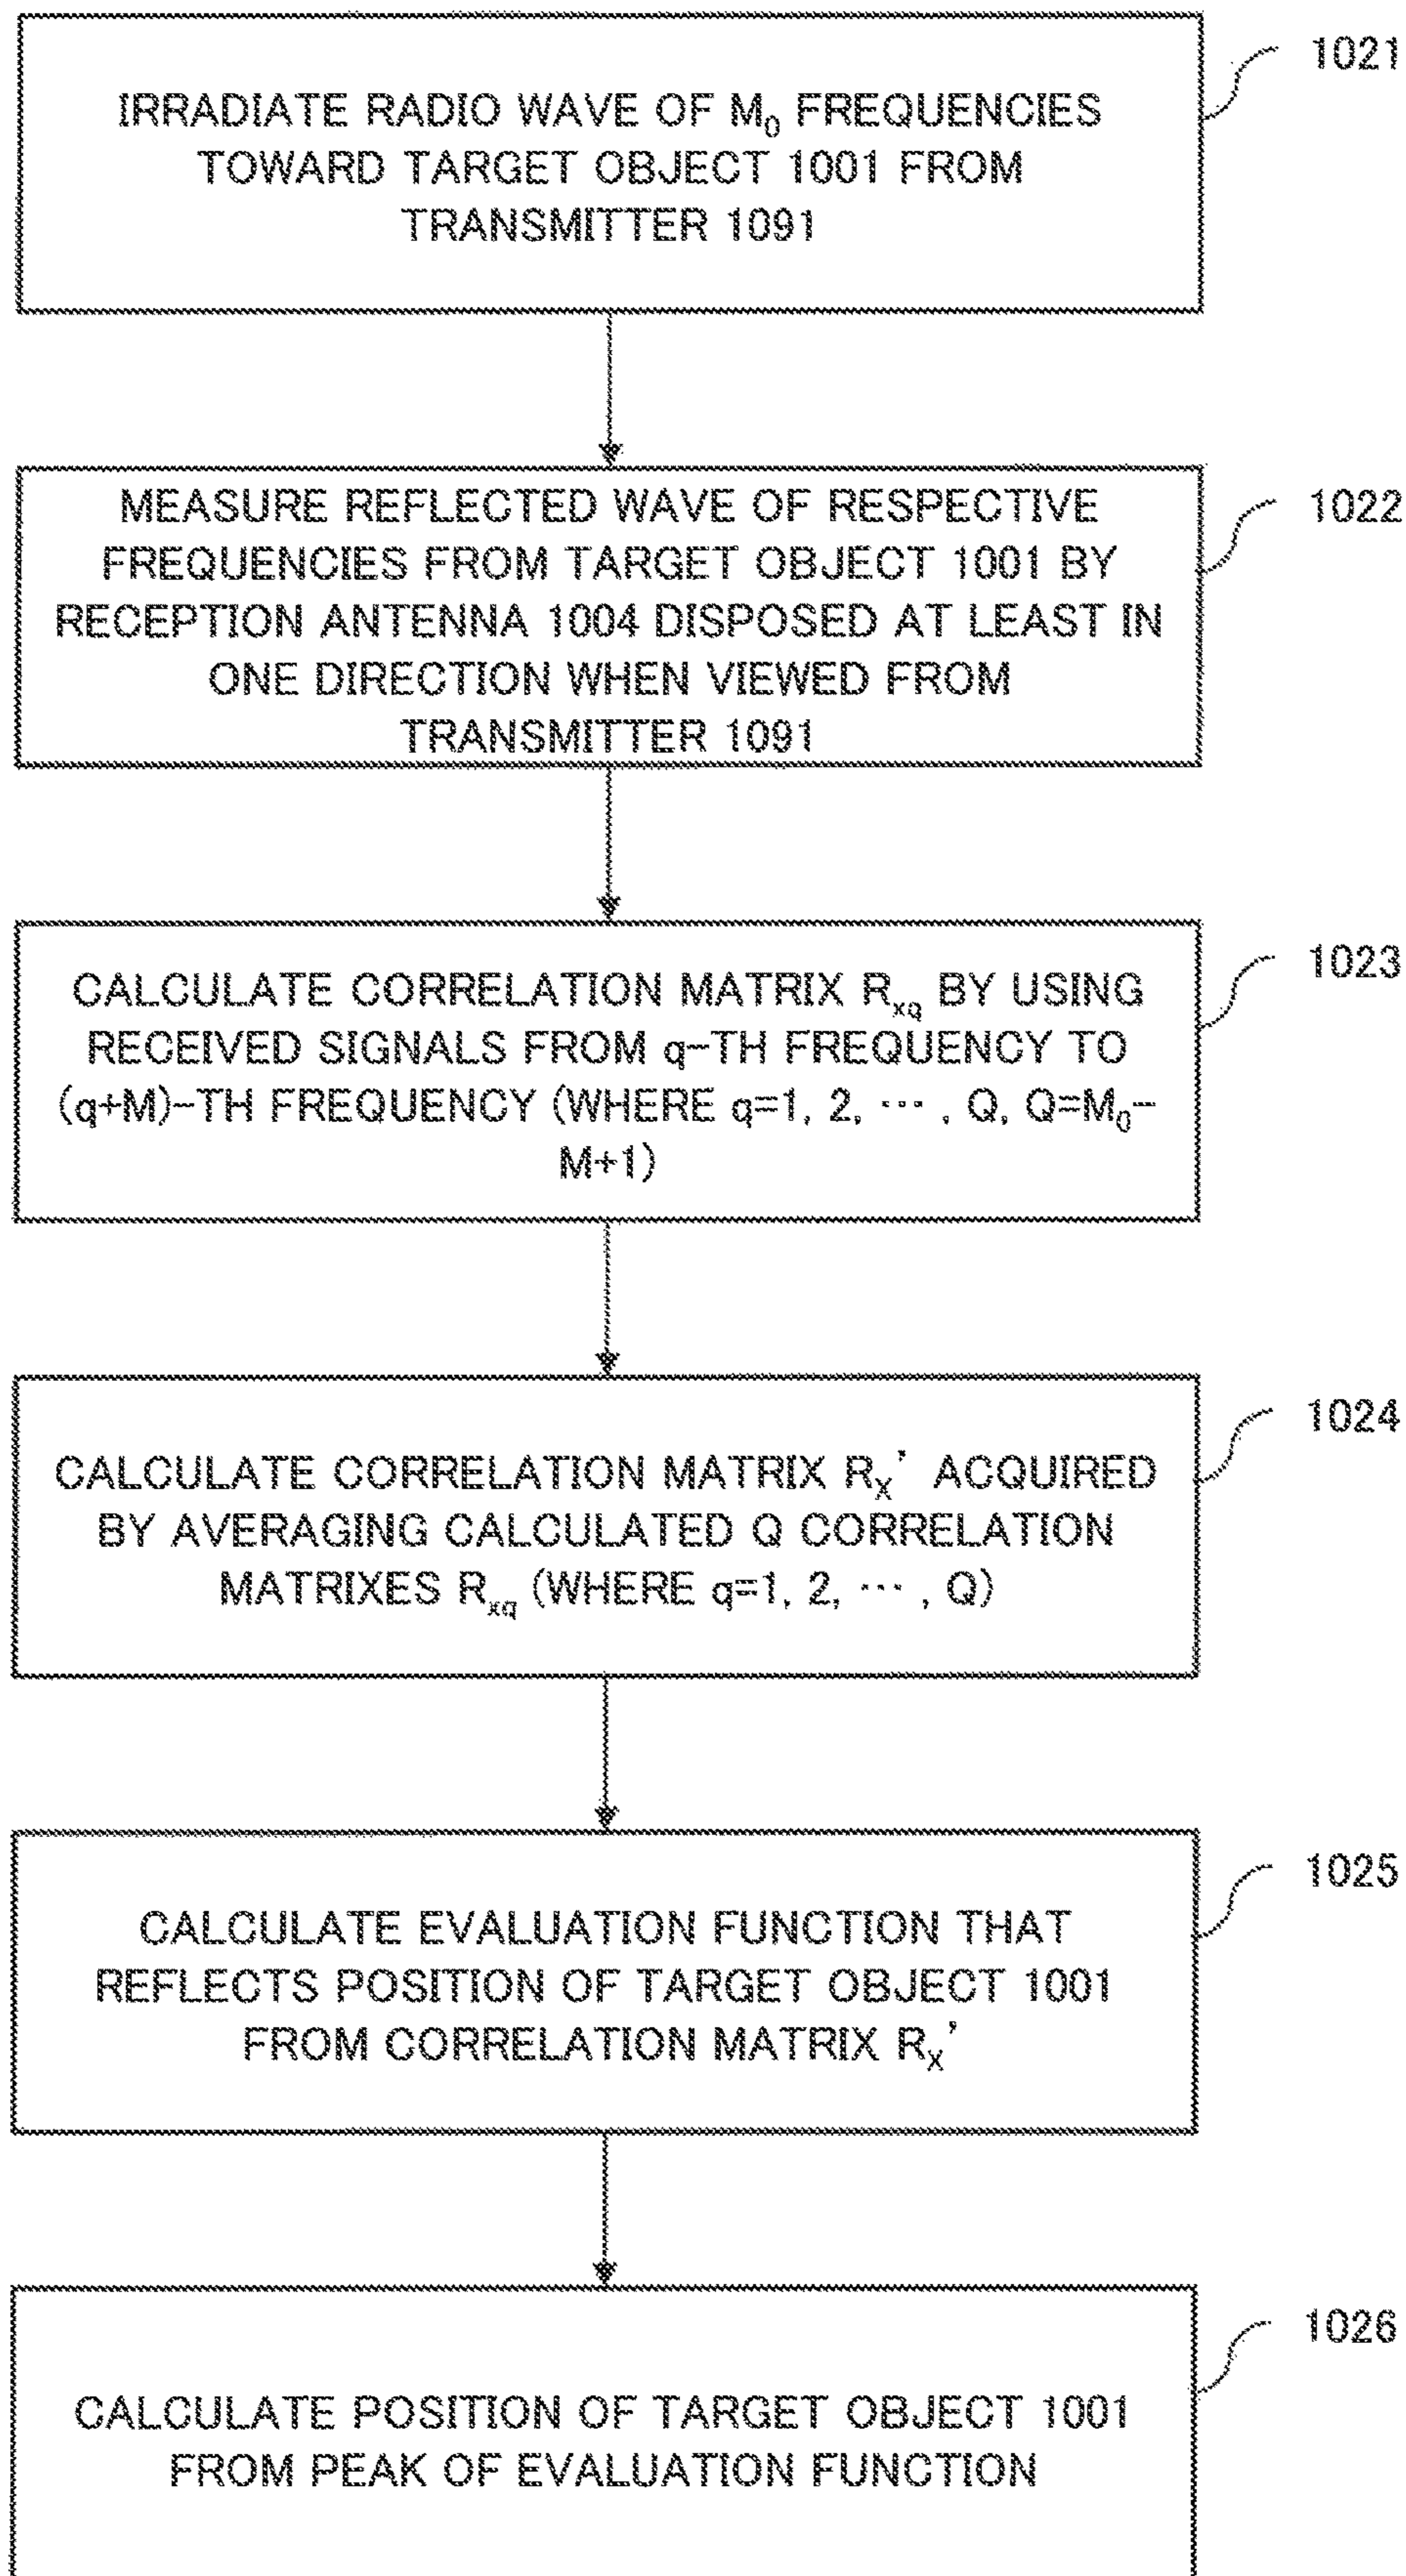 IRRADIATE RADIO WAVE OF M₀ FREQUENCIES
TOWARD TARGET OBJECT 1001 FROM
TRANSMITTER 1091
1021
MEASURE REFLECTED WAVE OF RESPECTIVE
FREQUENCIES FROM TARGET OBJECT 1001 BY
RECEPTION ANTENNA 1004 DISPOSED AT LEAST IN
ONE DIRECTION WHEN VIEWED FROM
TRANSMITTER 1091
1022
CALCULATE CORRELATION MATRIX Rxq BY USING
RECEIVED SIGNALS FROM q-TH FREQUENCY TO
(q+M)-TH FREQUENCY (WHERE q=1, 2, ⋯ , Q, Q=M₀-
M+1)
1023
CALCULATE CORRELATION MATRIX RX' ACQUIRED
BY AVERAGING CALCULATED Q CORRELATION
MATRIXES Rxq (WHERE q=1, 2, ⋯ , Q)
1024
CALCULATE EVALUATION FUNCTION THAT
REFLECTS POSITION OF TARGET OBJECT 1001
FROM CORRELATION MATRIX RX'
1025
CALCULATE POSITION OF TARGET OBJECT 1001
FROM PEAK OF EVALUATION FUNCTION
1026